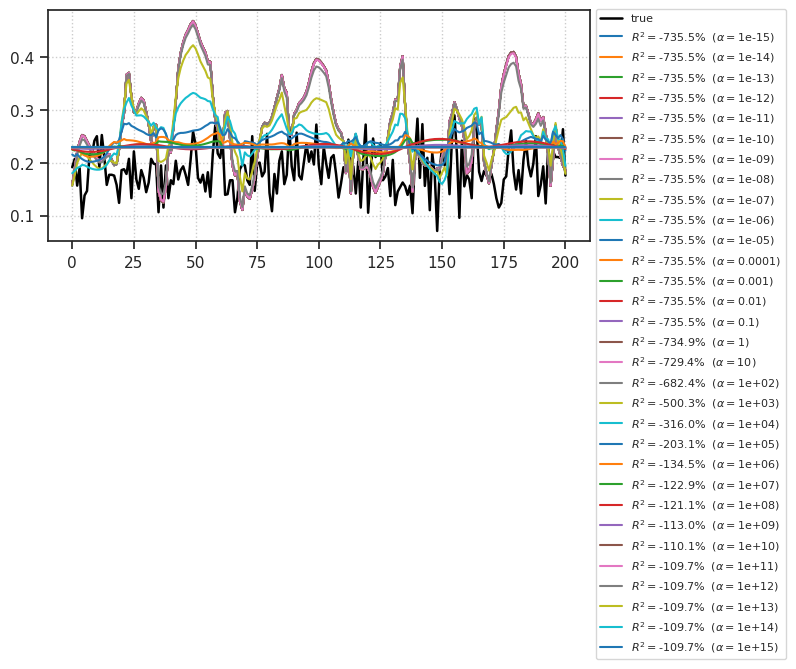 0.4
0.3
0.2
0.1
0 25 50 75 100 125 150 175 200
true
R² = -735.5% (α = 1e-15)
R² = -735.5% (α = 1e-14)
R² = -735.5% (α = 1e-13)
R² = -735.5% (α = 1e-12)
R² = -735.5% (α = 1e-11)
R² = -735.5% (α = 1e-10)
R² = -735.5% (α = 1e-09)
R² = -735.5% (α = 1e-08)
R² = -735.5% (α = 1e-07)
R² = -735.5% (α = 1e-06)
R² = -735.5% (α = 1e-05)
R² = -735.5% (α = 0.0001)
R² = -735.5% (α = 0.001)
R² = -735.5% (α = 0.01)
R² = -735.5% (α = 0.1)
R² = -734.9% (α = 1)
R² = -729.4% (α = 10)
R² = -682.4% (α = 1e+02)
R² = -500.3% (α = 1e+03)
R² = -316.0% (α = 1e+04)
R² = -203.1% (α = 1e+05)
R² = -134.5% (α = 1e+06)
R² = -122.9% (α = 1e+07)
R² = -121.1% (α = 1e+08)
R² = -113.0% (α = 1e+09)
R² = -110.1% (α = 1e+10)
R² = -109.7% (α = 1e+11)
R² = -109.7% (α = 1e+12)
R² = -109.7% (α = 1e+13)
R² = -109.7% (α = 1e+14)
R² = -109.7% (α = 1e+15)